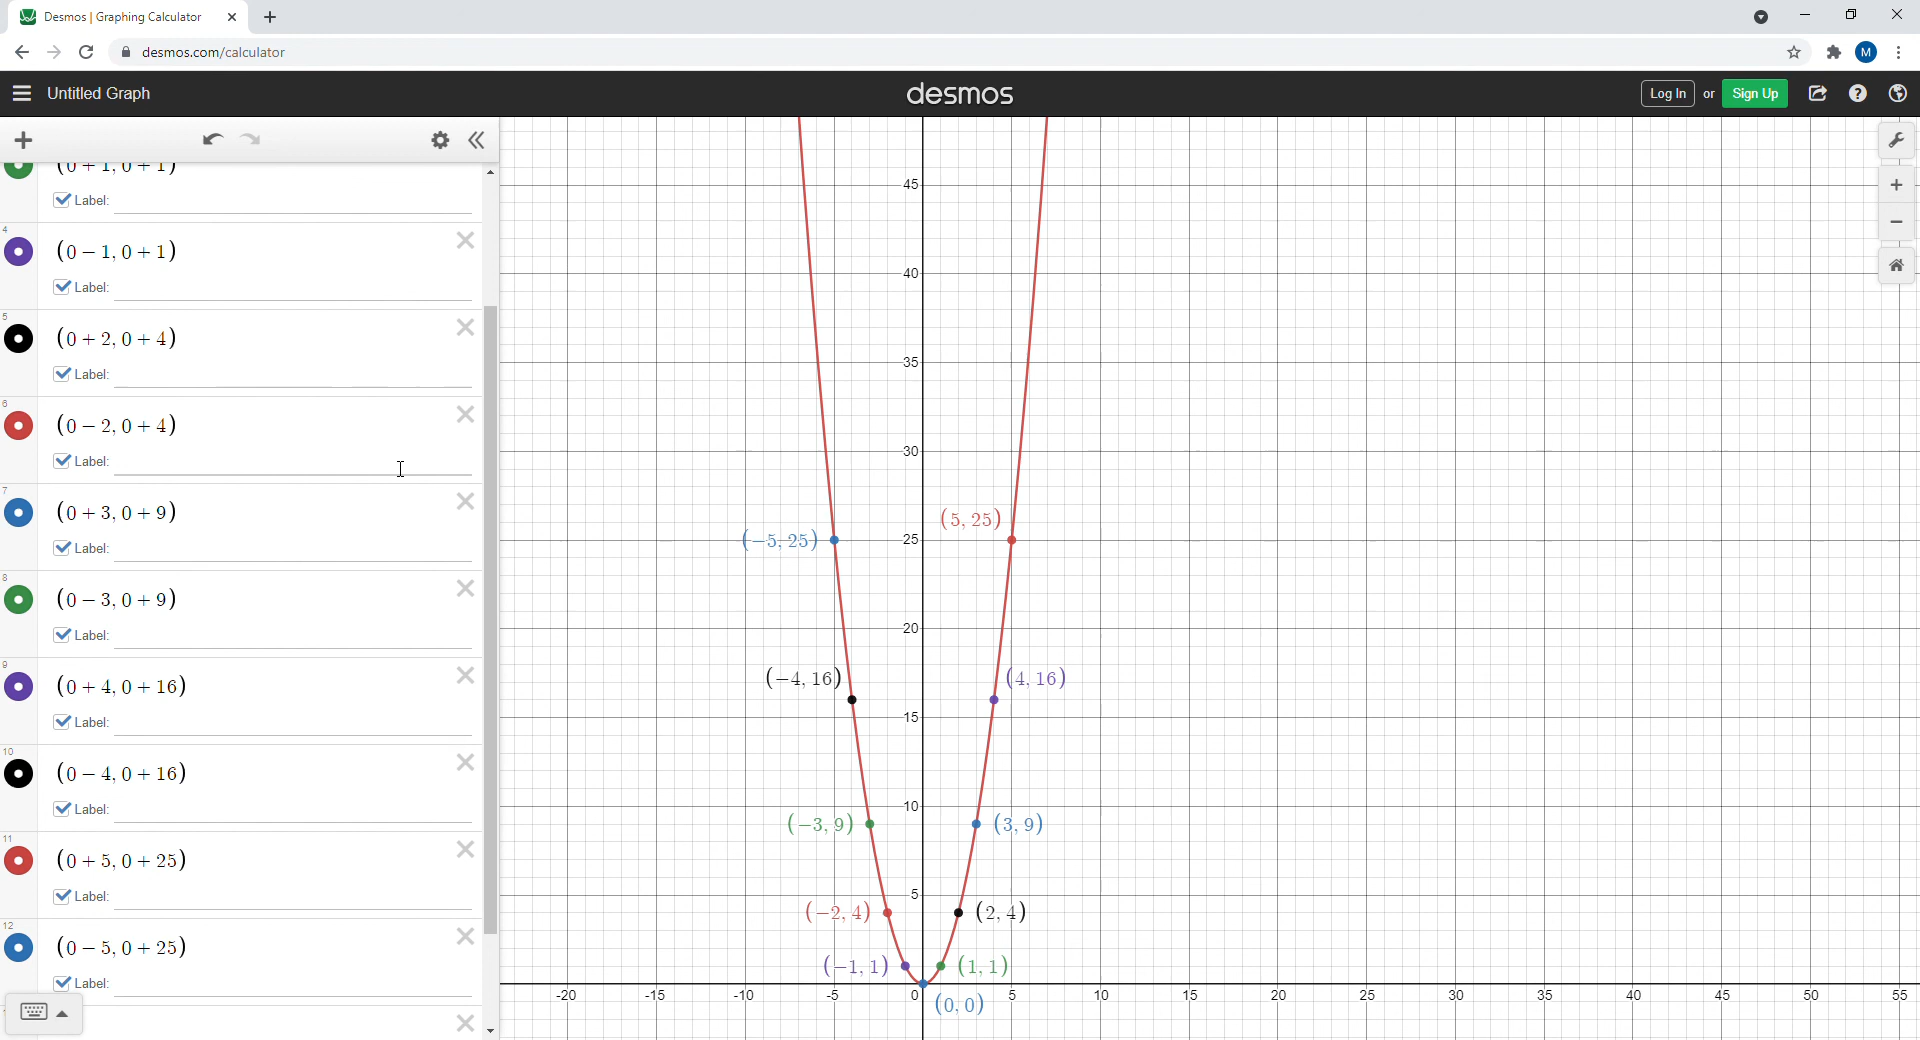 Desmos | Graphing Calculator
desmos.com/calculator
M
Untitled Graph
desmos
Log In or Sign Up
(0 + 1, 0 + 1)
Label:
4
(0 − 1, 0 + 1)
Label:
5
(0 + 2, 0 + 4)
Label:
6
(0 − 2, 0 + 4)
Label:
7
(0 + 3, 0 + 9)
Label:
8
(0 − 3, 0 + 9)
Label:
9
(0 + 4, 0 + 16)
Label:
10
(0 − 4, 0 + 16)
Label:
11
(0 + 5, 0 + 25)
Label:
12
(0 − 5, 0 + 25)
Label:
45
40
35
30
(5, 25)
(−5, 25) 25
20
(−4, 16) (4, 16)
15
10
(−3, 9) (3, 9)
5
(−2, 4) (2, 4)
(−1, 1) (1, 1)
-20 -15 -10 -5 0 5 10 15 20 25 30 35 40 45 50 55
(0, 0)